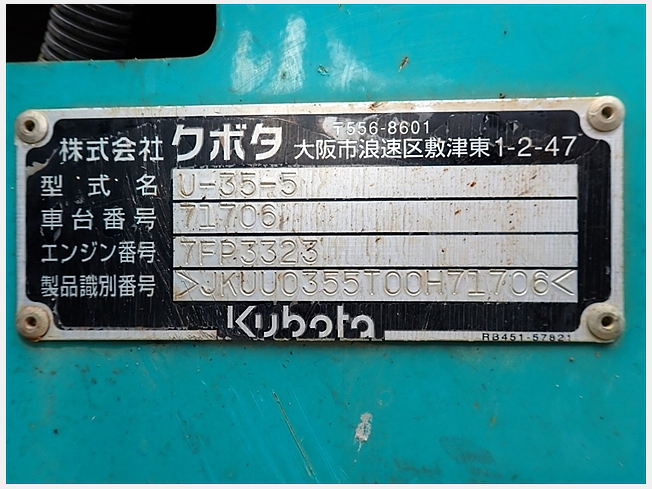 〒556-8601
株式会社 クボタ 大阪市浪速区敷津東1-2-47
型式名 U-35-5
車台番号 71706
エンジン番号 7FP3323
製品識別番号 >JKUU0355T00H71706<
Kubota
RB451-57821